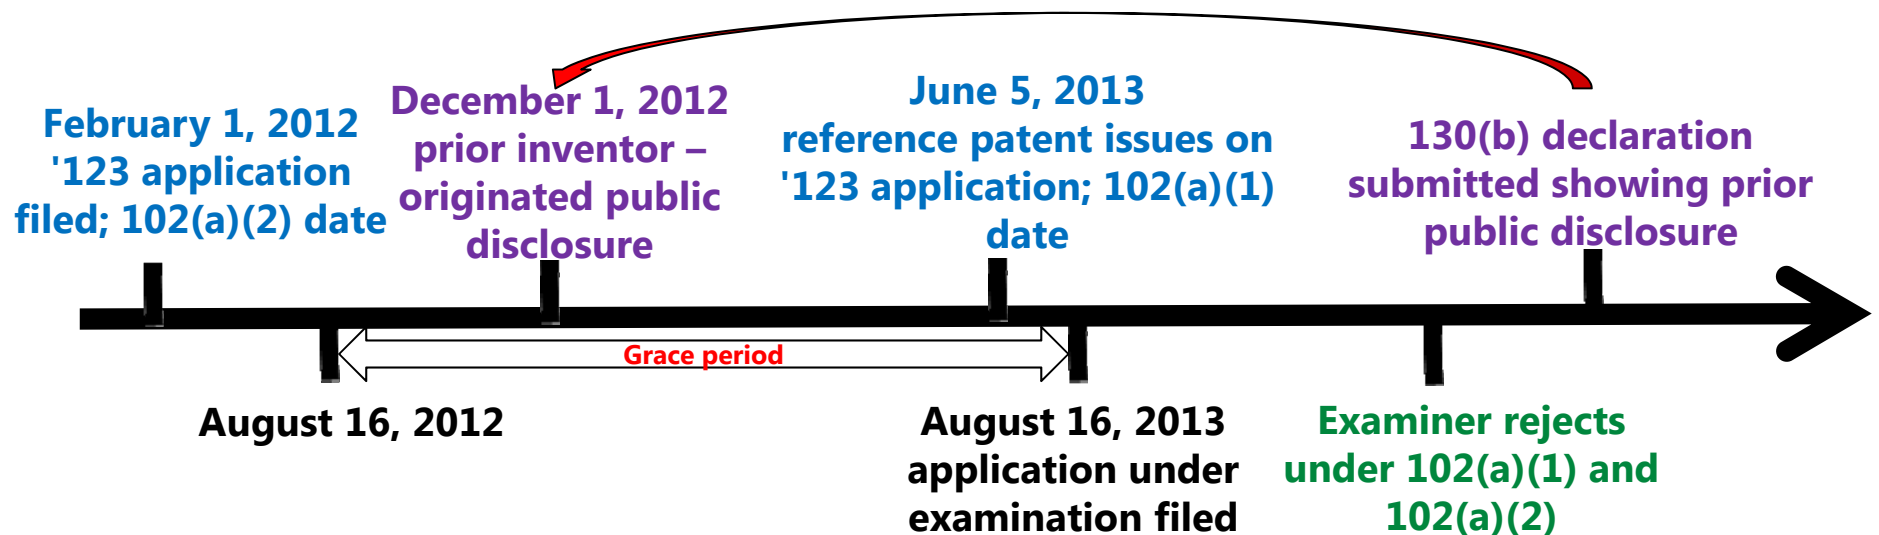 February 1, 2012
'123 application
filed; 102(a)(2) date
December 1, 2012
prior inventor –
originated public
disclosure
June 5, 2013
reference patent issues on
'123 application; 102(a)(1)
date
130(b) declaration
submitted showing prior
public disclosure
Grace period
August 16, 2012
August 16, 2013
application under
examination filed
Examiner rejects
under 102(a)(1) and
102(a)(2)